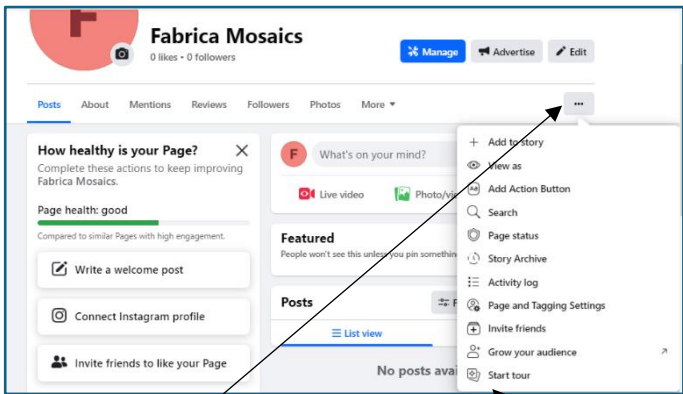 F
Fabrica Mosaics
0 likes • 0 followers
Manage
Advertise
Edit
Posts About Mentions Reviews Followers Photos More
...
How healthy is your Page?
Complete these actions to keep improving
Fabrica Mosaics.
Page health: good
Compared to similar Pages with high engagement.
Write a welcome post
Connect Instagram profile
Invite friends to like your Page
F
What's on your mind?
Live video
Photo/vi
Featured
People won't see this unless you pin somethin
Posts
F
List view
No posts avai
Add to story
View as
Add Action Button
Search
Page status
Story Archive
Activity log
Page and Tagging Settings
Invite friends
Grow your audience
Start tour